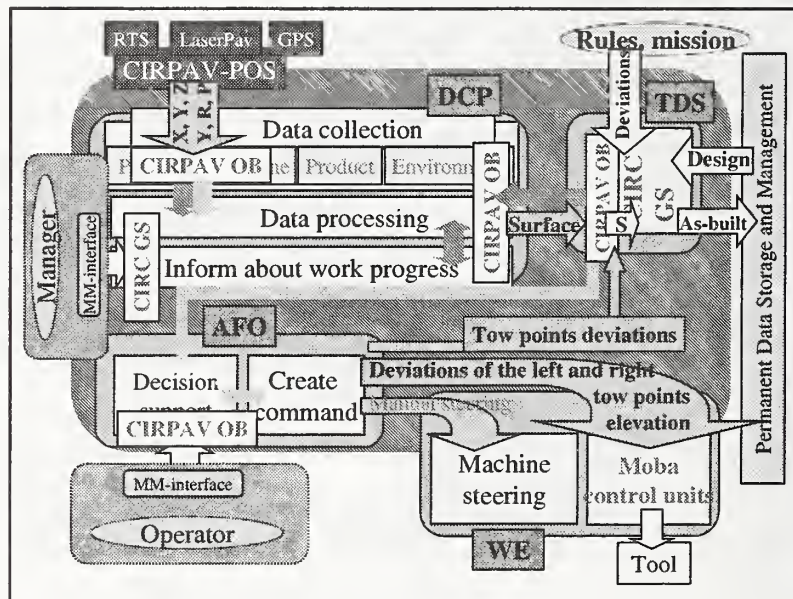 RTS LaserPav GPS
CIRPAV-POS
Rules, mission
X, Y, Z
Y, R, P
DCP
Deviations
TDS
Data collection
CIRPAV OB
Product
CIRPAV OB
Data processing
Inform about work progress
CIRC GS
Manager
MM-interface
Surface
CIRPAV OB
CIRC
GS
S
Design
As-built
Permanent Data Storage and Management
AFO
Tow points deviations
Decision
support
CIRPAV OB
Create
command
Deviations of the left and right
tow points
elevation
Manual steering
MM-interface
Operator
Machine
steering
Moba
control units
WE
Tool